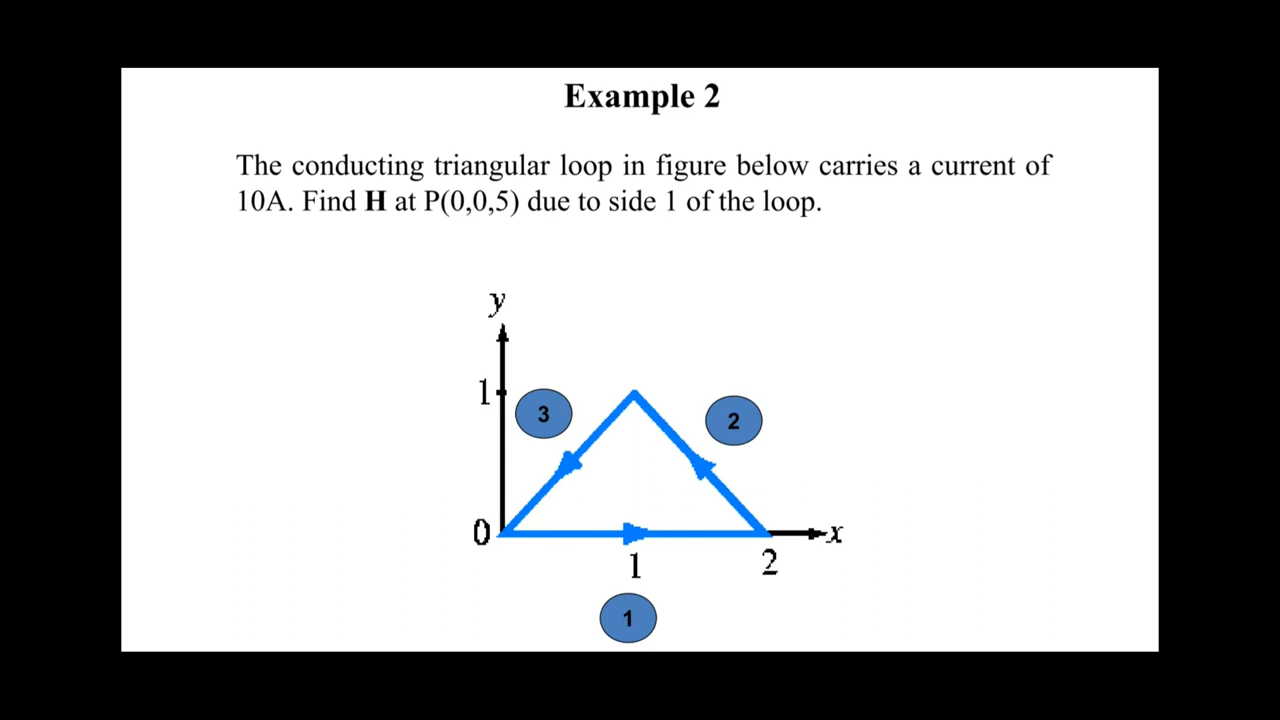 Example 2
The conducting triangular loop in figure below carries a current of
10A. Find H at P(0,0,5) due to side 1 of the loop.
y
1
3
2
0
x
1
2
1